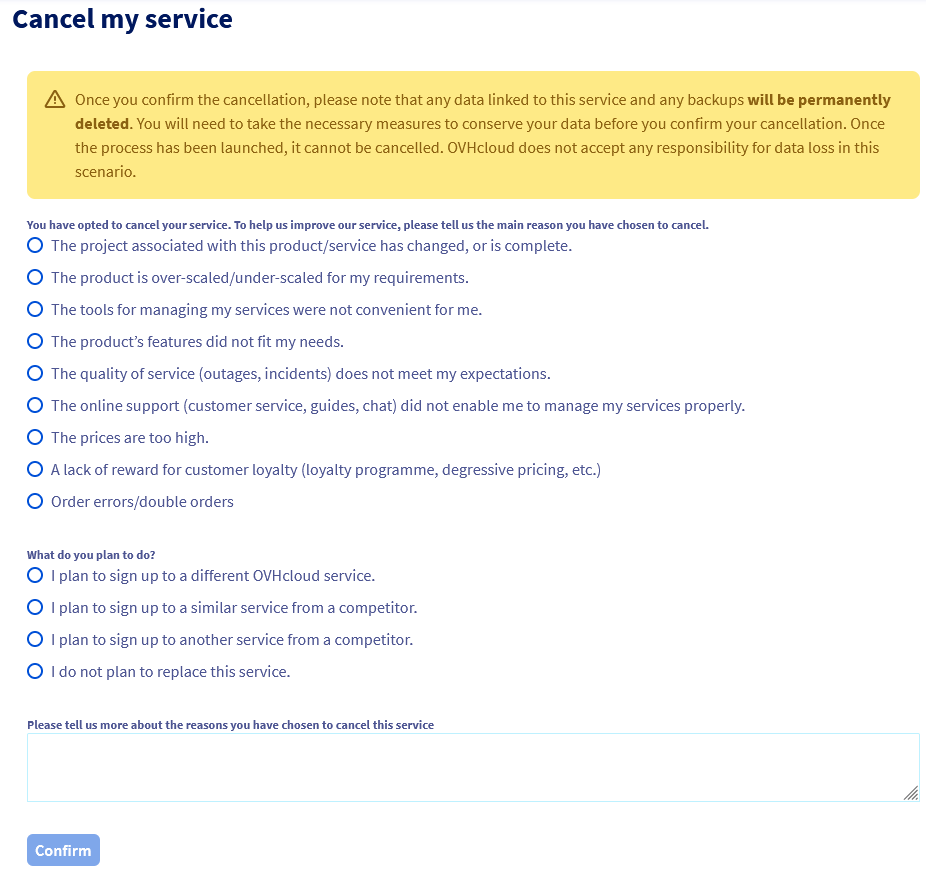 Cancel my service
Once you confirm the cancellation, please note that any data linked to this service and any backups will be permanently
deleted. You will need to take the necessary measures to conserve your data before you confirm your cancellation. Once
the process has been launched, it cannot be cancelled. OVHcloud does not accept any responsibility for data loss in this
scenario.
You have opted to cancel your service. To help us improve our service, please tell us the main reason you have chosen to cancel.
The project associated with this product/service has changed, or is complete.
The product is over-scaled/under-scaled for my requirements.
The tools for managing my services were not convenient for me.
The product’s features did not fit my needs.
The quality of service (outages, incidents) does not meet my expectations.
The online support (customer service, guides, chat) did not enable me to manage my services properly.
The prices are too high.
A lack of reward for customer loyalty (loyalty programme, degressive pricing, etc.)
Order errors/double orders
What do you plan to do?
I plan to sign up to a different OVHcloud service.
I plan to sign up to a similar service from a competitor.
I plan to sign up to another service from a competitor.
I do not plan to replace this service.
Please tell us more about the reasons you have chosen to cancel this service
Confirm